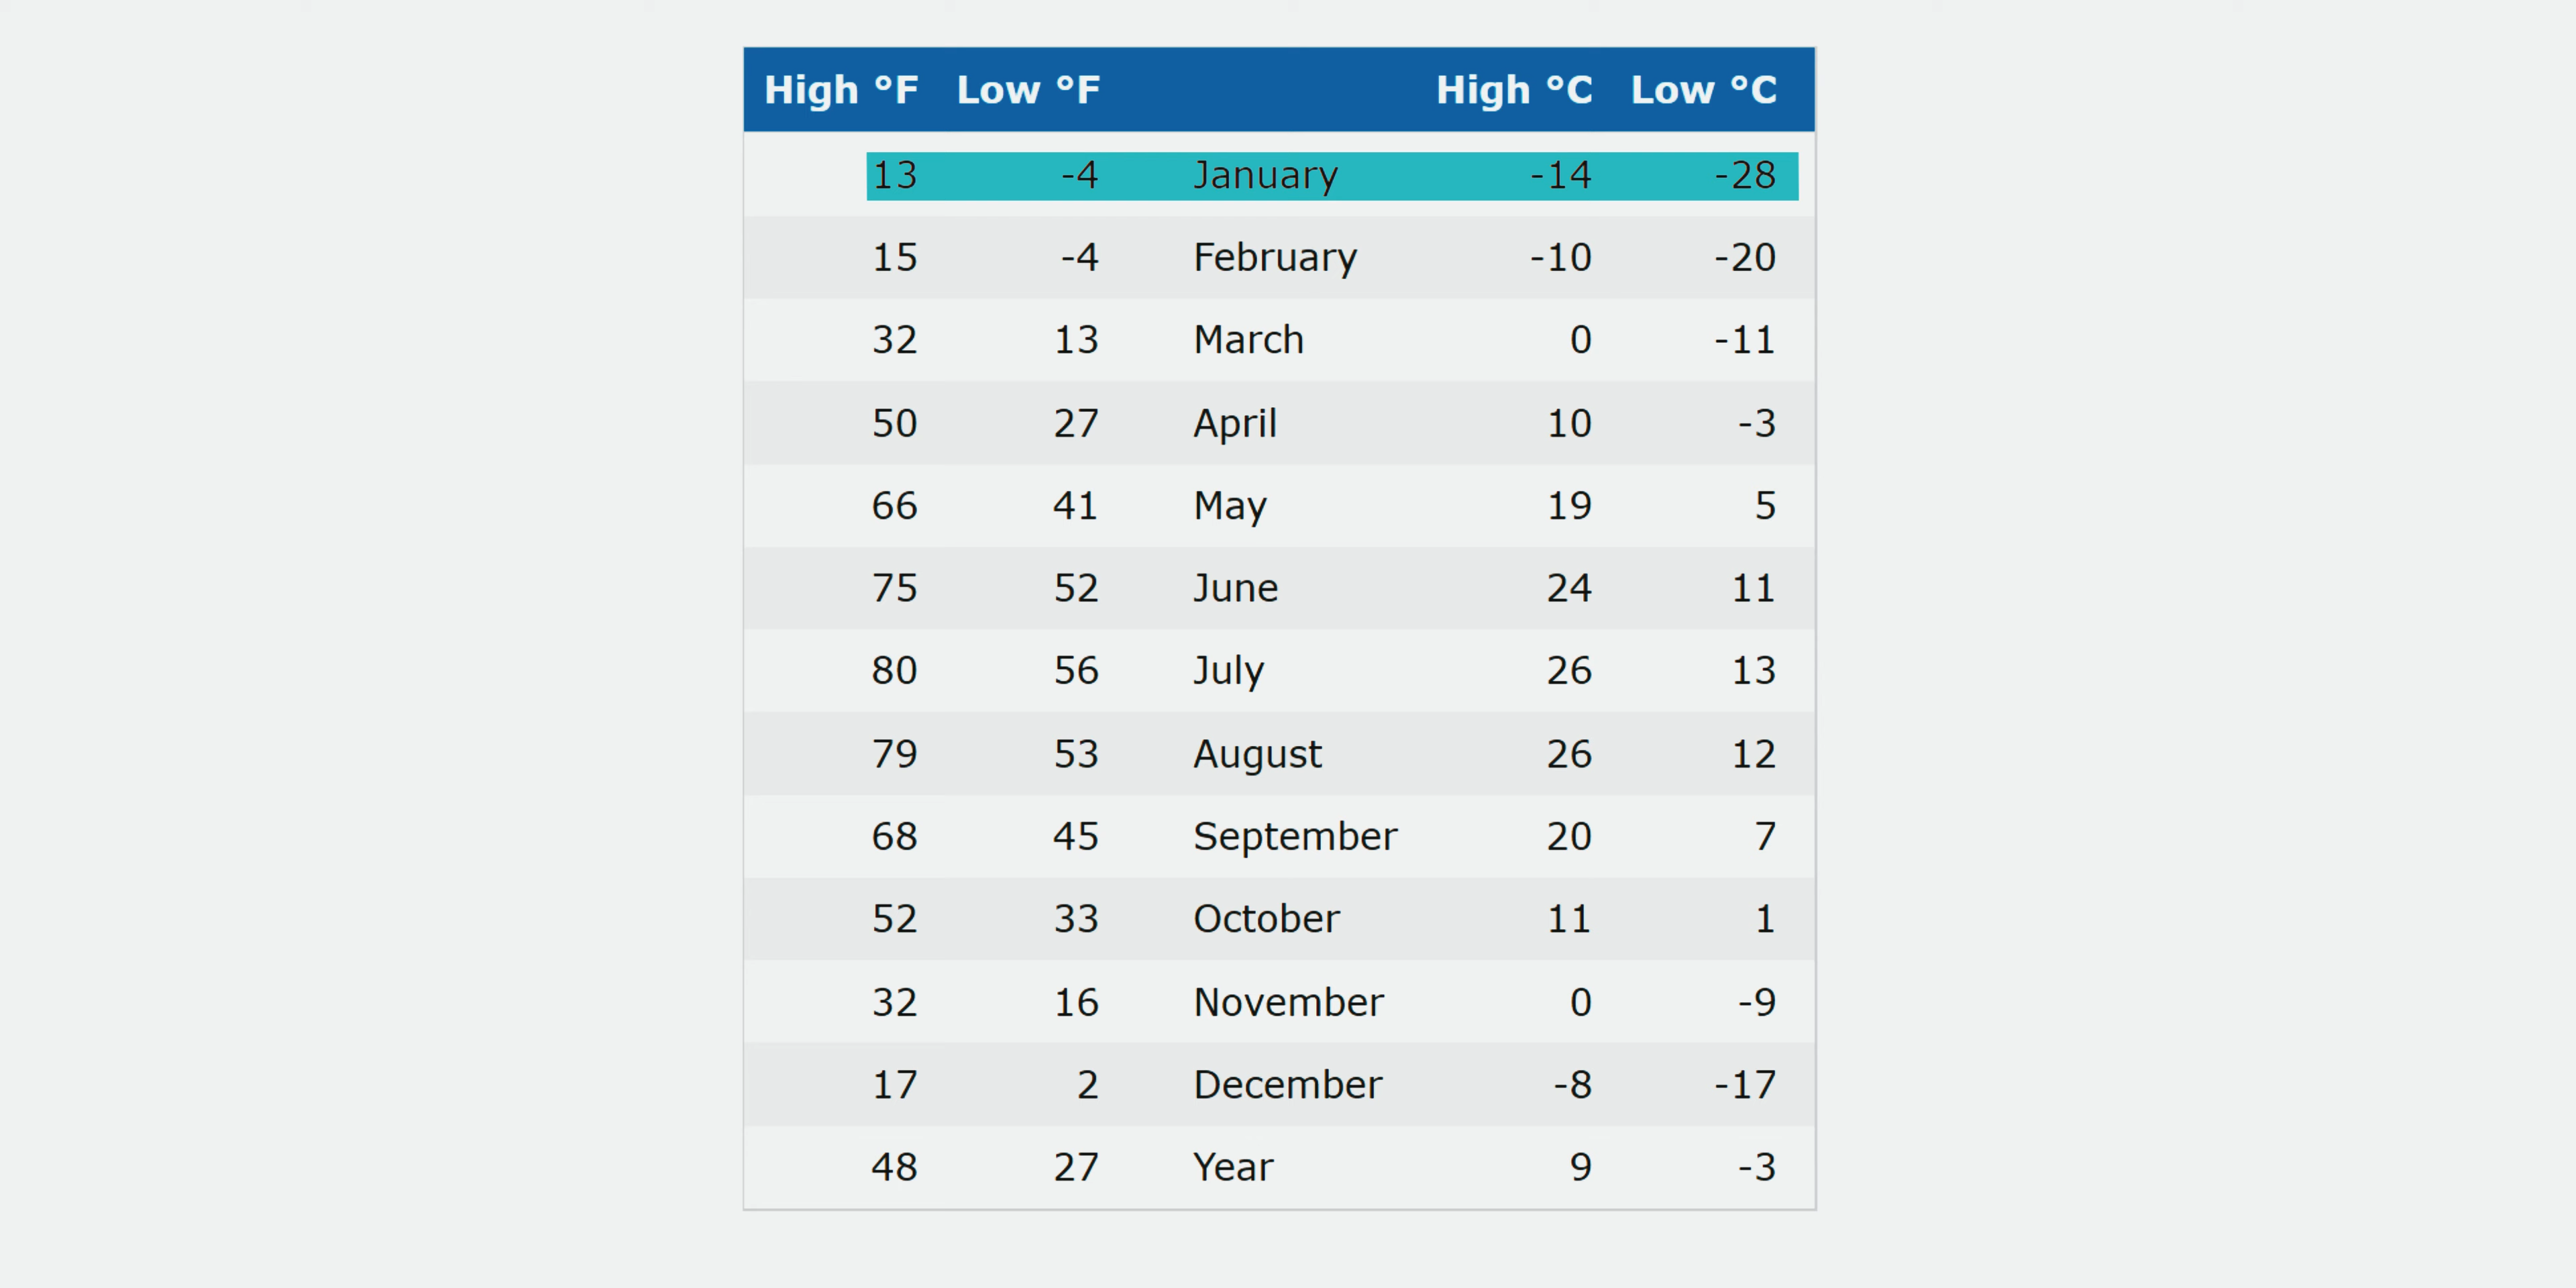 High °F Low °F High °C Low °C
13 -4 January -14 -28
15 -4 February -10 -20
32 13 March 0 -11
50 27 April 10 -3
66 41 May 19 5
75 52 June 24 11
80 56 July 26 13
79 53 August 26 12
68 45 September 20 7
52 33 October 11 1
32 16 November 0 -9
17 2 December -8 -17
48 27 Year 9 -3